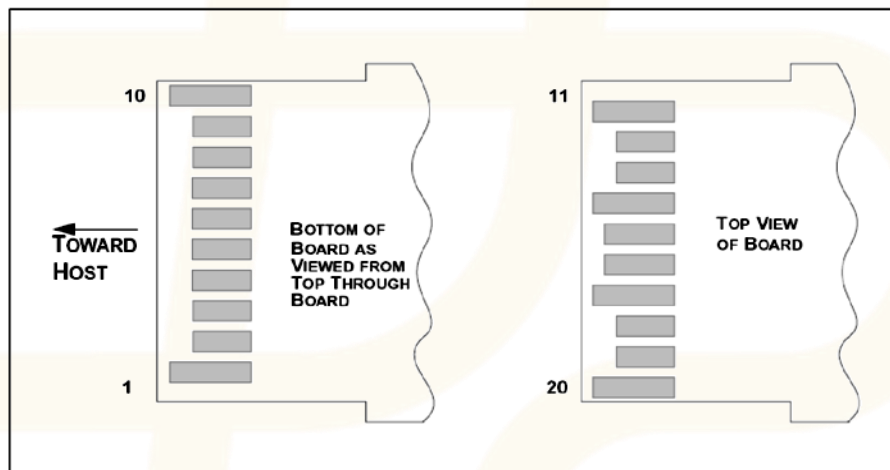 10
1
TOWARD
HOST
BOTTOM OF
BOARD AS
VIEWED FROM
TOP THROUGH
BOARD
11
20
TOP VIEW
OF BOARD